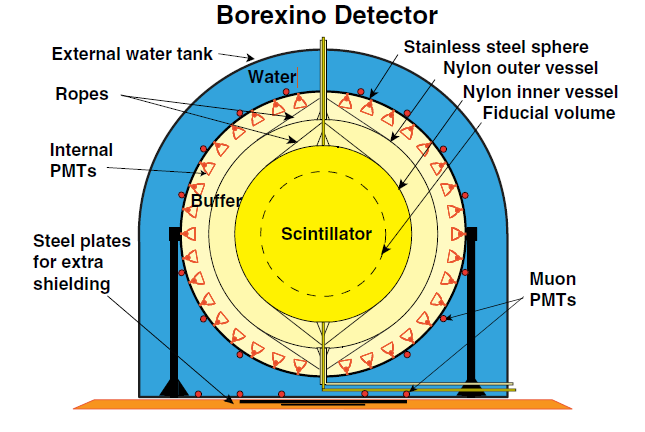 Borexino Detector
External water tank
Stainless steel sphere
Water
Nylon outer vessel
Ropes
Nylon inner vessel
Fiducial volume
Internal
PMTs
Buffer
Scintillator
Steel plates
for extra
shielding
Muon
PMTs